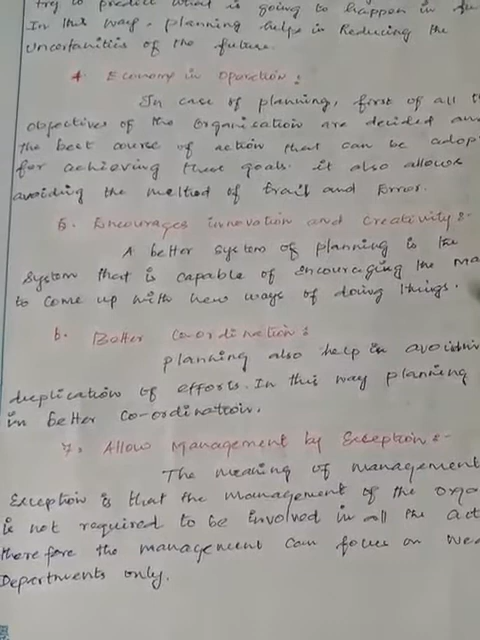 try to predict what is going to happen in
In this way, planning helps in Reducing the
Uncertanities of the future.
4. Economy in Operation :
In case of planning, first of all
objectives of the Organisation are decided
the best course of action that can be
for achieving these goals. it also allows
avoiding the method of trail and Error.
5. Encourages innovation and Creativity :-
A better system of planning is the
System that is capable of encouraging the
to come up with new ways of doing things.
6. Better Co-ordination :
planning also help in
duplication of efforts. In this way planning
in better co-ordination.
7. Allow Management by Exception :-
The meaning of management
Exception is that the management of the
is not required to be involved in all the
therefore the management can focus on
Departments only.